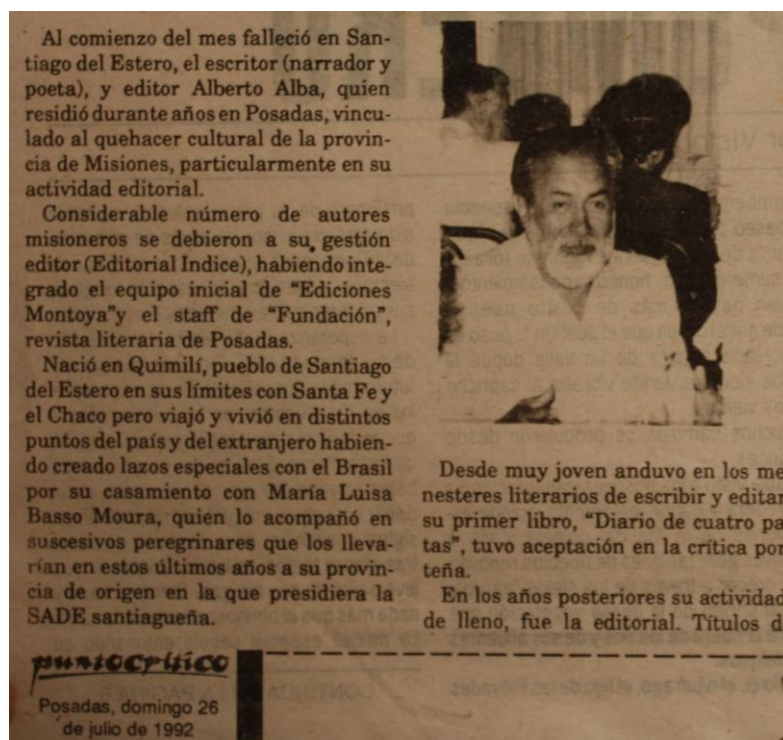 Al comienzo del mes falleció en San-
tiago del Estero, el escritor (narrador y
poeta), y editor Alberto Alba, quien
residió durante años en Posadas, vincu-
lado al quehacer cultural de la provin-
cia de Misiones, particularmente en su
actividad editorial.
Considerable número de autores
misioneros se debieron a su gestión
editor (Editorial Indice), habiendo inte-
grado el equipo inicial de “Ediciones
Montoya”y el staff de “Fundación”,
revista literaria de Posadas.
Nació en Quimilí, pueblo de Santiago
del Estero en sus límites con Santa Fe y
el Chaco pero viajó y vivió en distintos
puntos del país y del extranjero habien-
do creado lazos especiales con el Brasil
por su casamiento con María Luisa
Basso Moura, quien lo acompañó en
suscesivos peregrinares que los lleva-
rían en estos últimos años a su provin-
cia de origen en la que presidiera la
SADE santiagueña.
Desde muy joven anduvo en los me
nesteres literarios de escribir y editar
su primer libro, “Diario de cuatro pa
tas”, tuvo aceptación en la crítica por
teña.
En los años posteriores su actividad
de lleno, fue la editorial. Títulos d
puntocrítico
Posadas, domingo 26
de julio de 1992